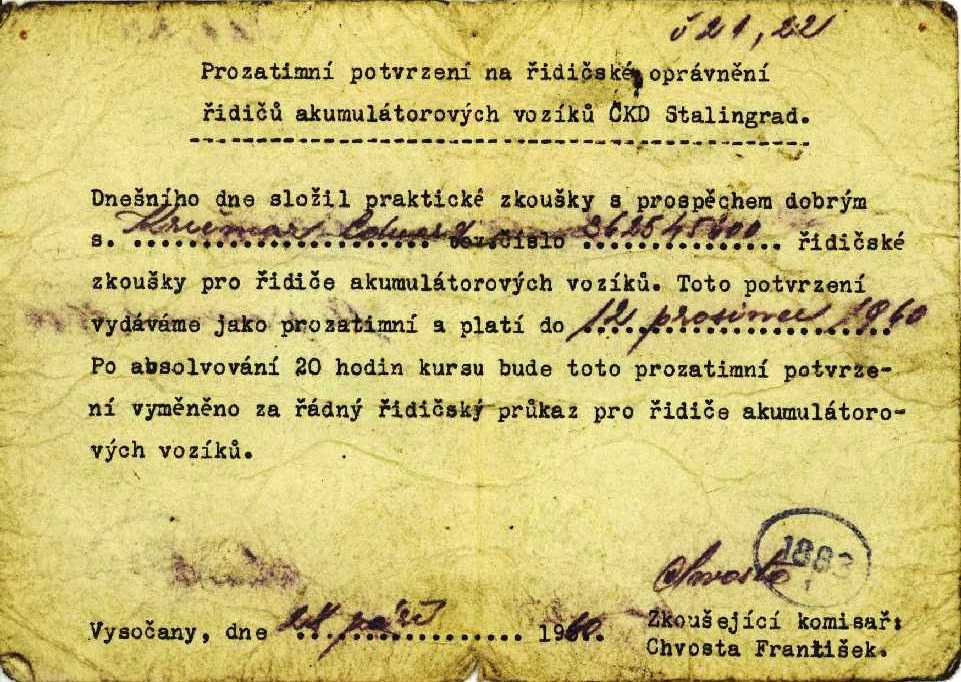 č 21, 22
Prozatimní potvrzení na řidičské oprávnění
řidičů akumulátorových vozíků ČKD Stalingrad.
Dnešního dne složil praktické zkoušky s prospěchem dobrým
s. číslo 362545400 řidičské
zkoušky pro řidiče akumulátorových vozíků. Toto potvrzení
vydáváme jako prozatimní a platí do 12 prosince 1960
Po absolvování 20 hodin kursu bude toto prozatimní potvrze-
ní vyměněno za řádný řidičský průkaz pro řidiče akumulátoro-
vých vozíků.
1883
Chvosta
Vysočany, dne září 1960.
Zkoušející komisař:
Chvosta František.